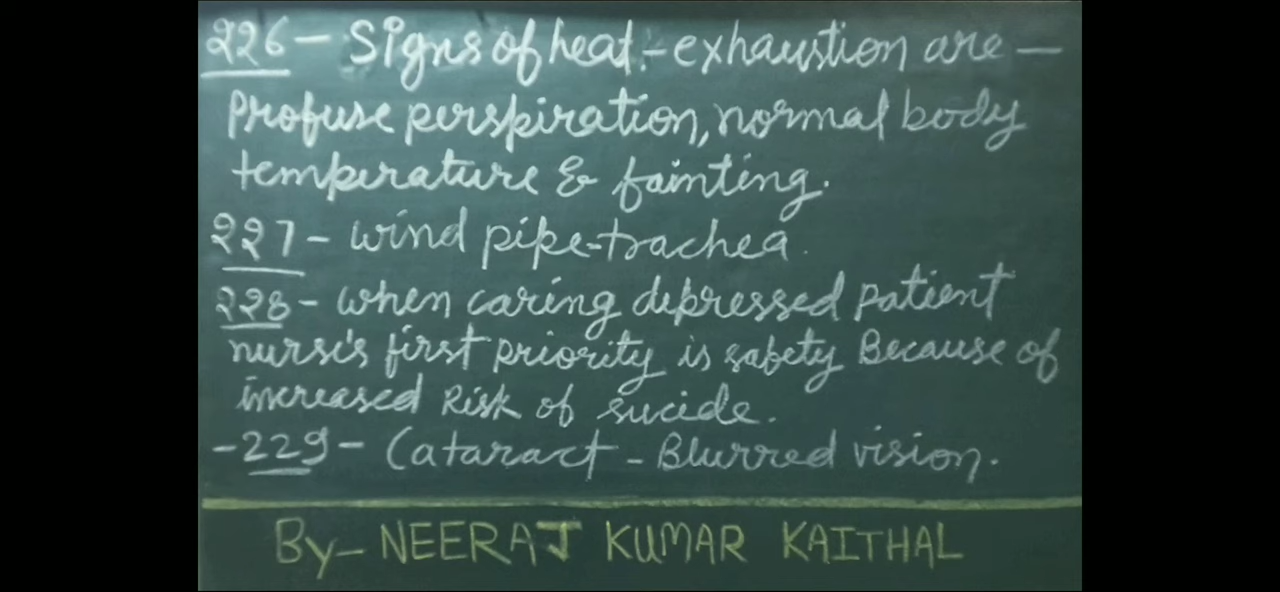 226 - Signs of heat-exhaustion are -
Profuse perspiration, normal body
temperature & fainting.
227 - wind pipe-trachea.
228 - when caring depressed patient
nurse's first priority is safety Because of
increased Risk of sucide.
-229 - Cataract - Blurred vision.
By- NEERAJ KUMAR KAITHAL